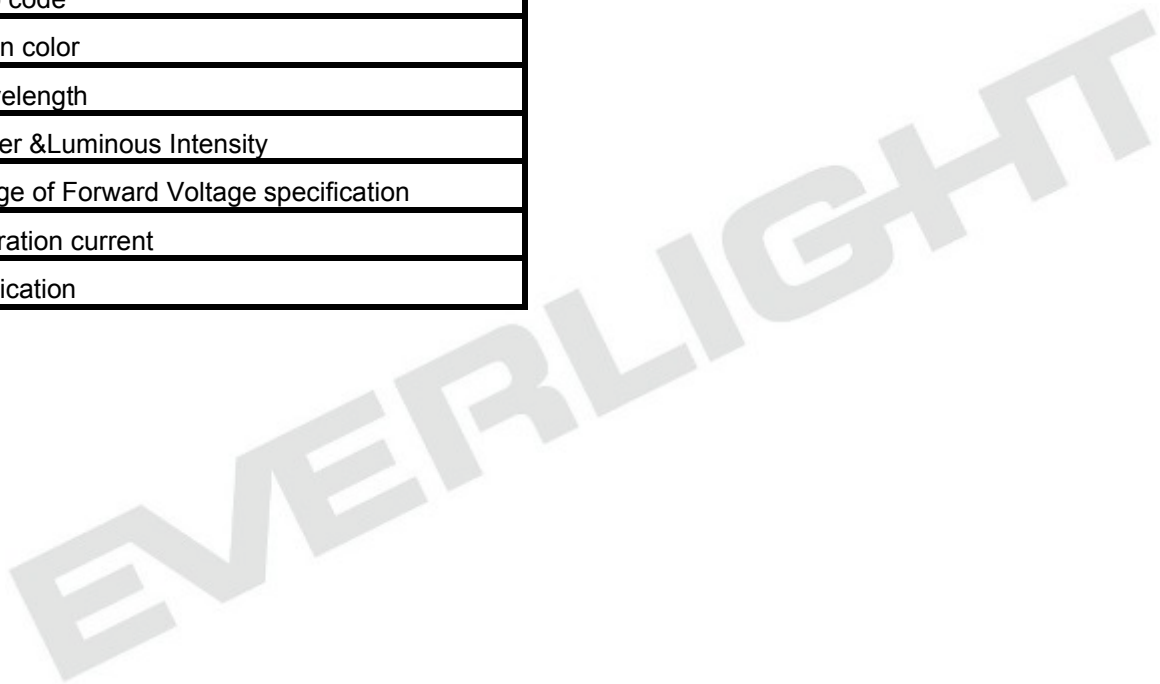 code
n color
elength
er &Luminous Intensity
ge of Forward Voltage specification
ration current
ication
EVERLIGHT